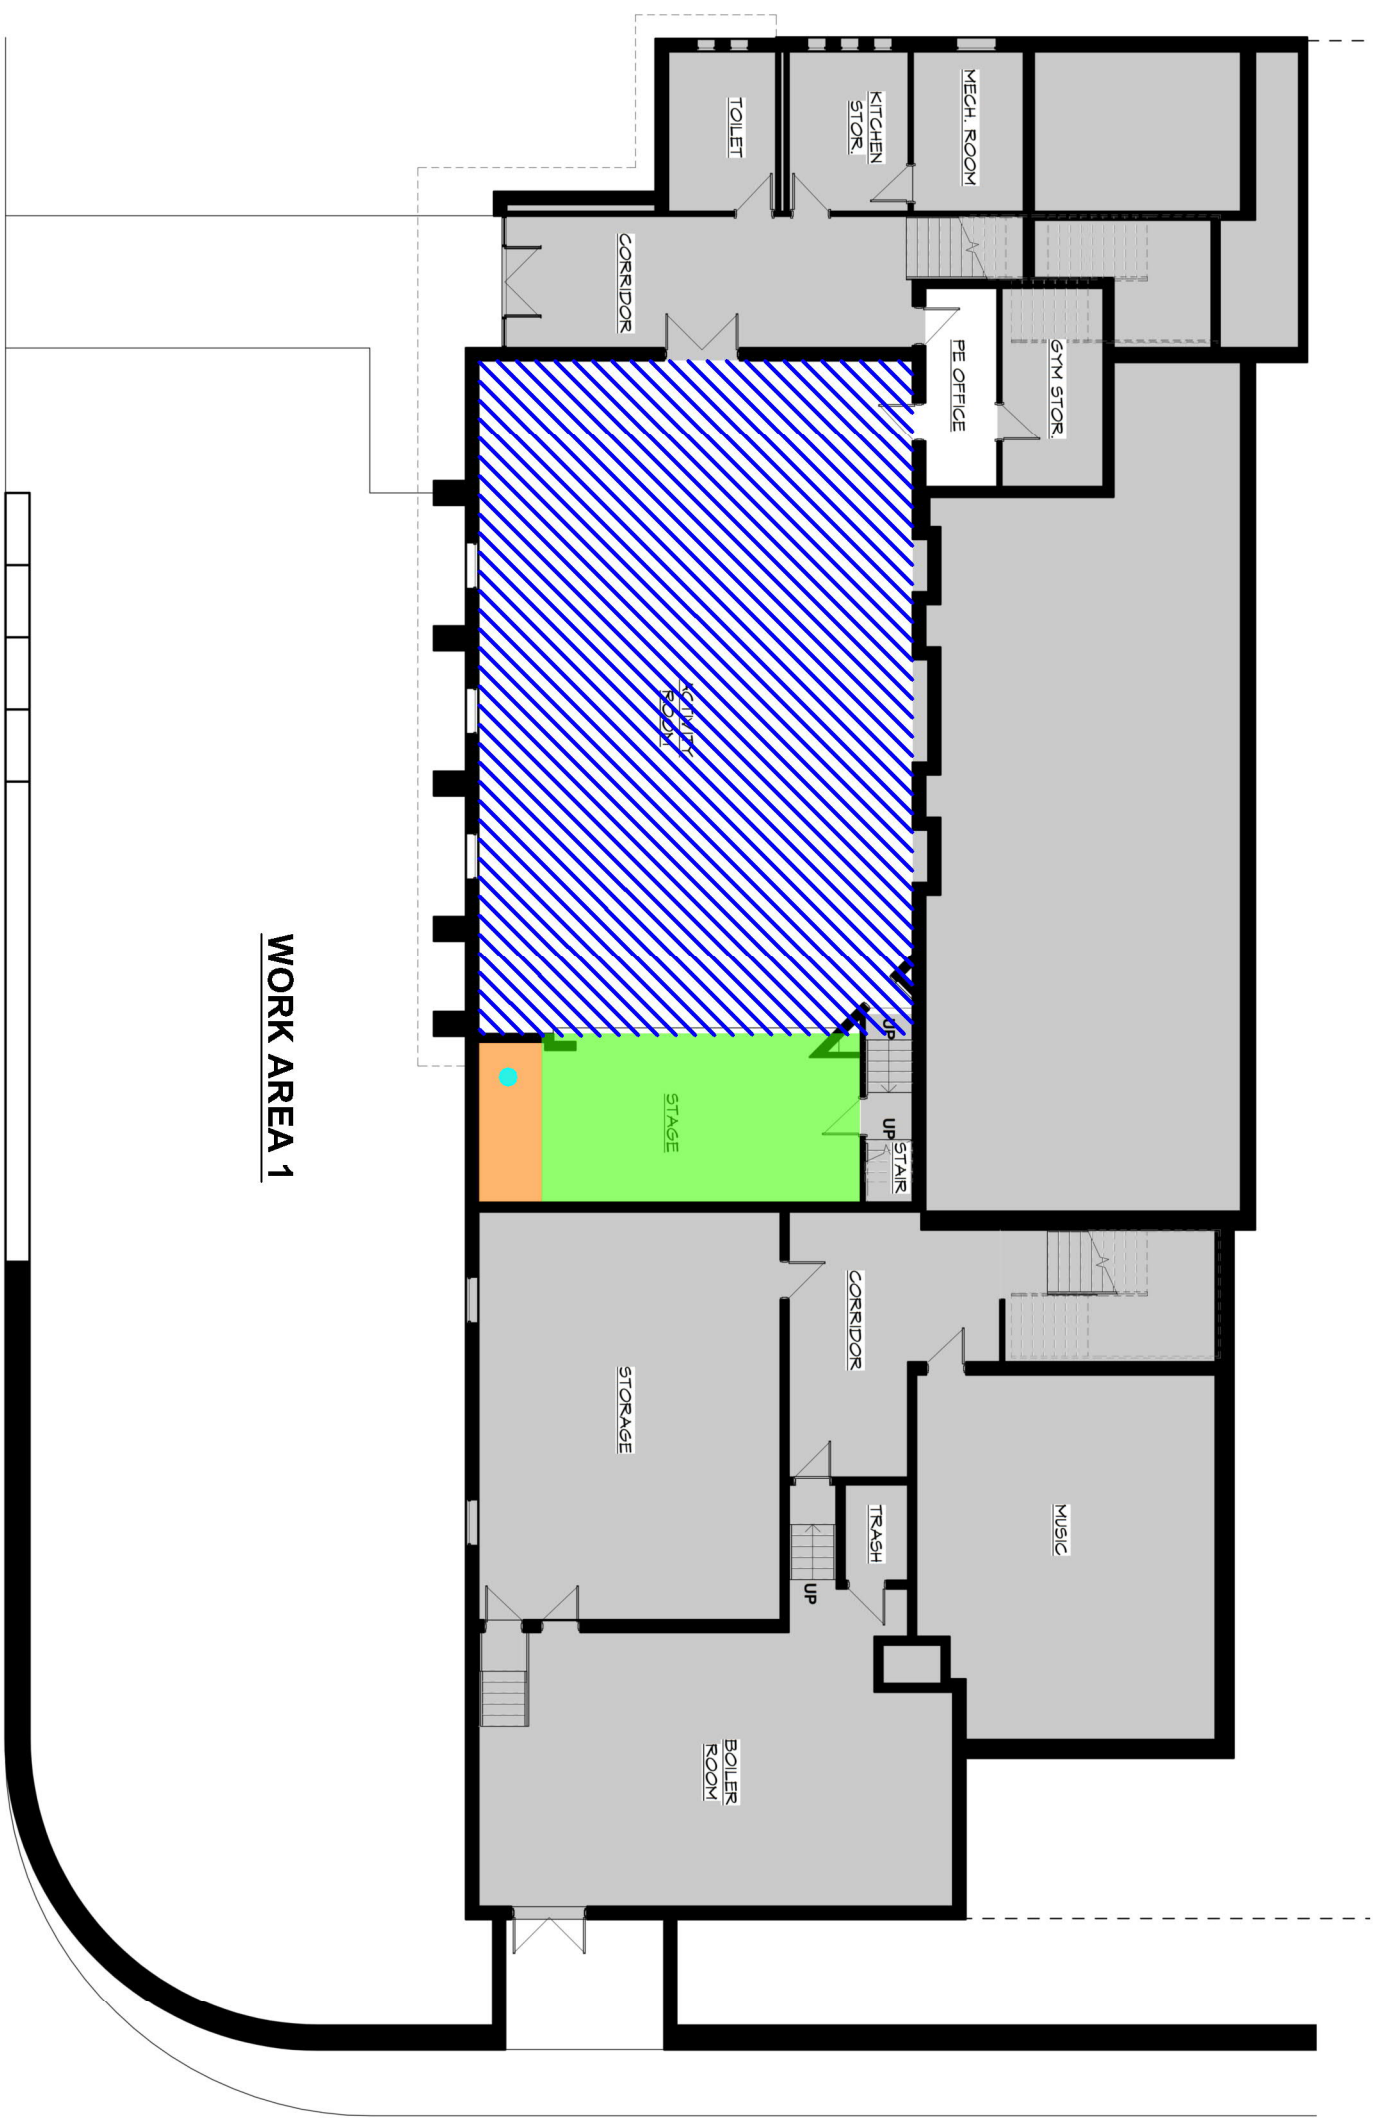 TOILET
KITCHEN
STOR.
MECH. ROOM
CORRIDOR
PE OFFICE
GYM STOR.
ACTIVITY
ROOM
UP
UP
STAIR
STAGE
WORK AREA 1
CORRIDOR
STORAGE
TRASH
MUSIC
UP
BOILER
ROOM